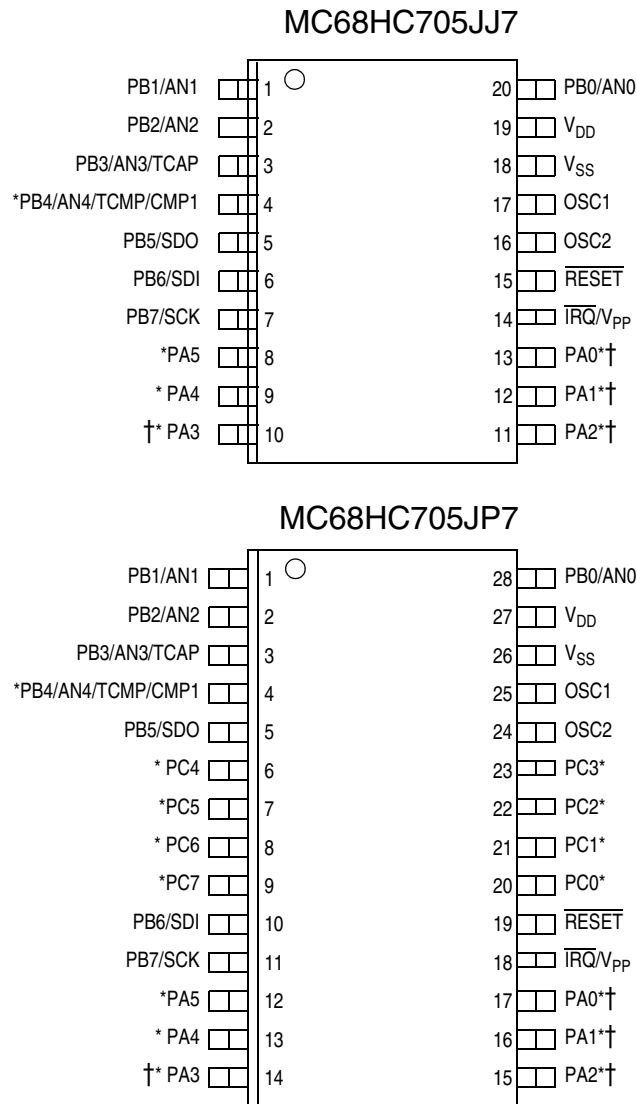 MC68HC705JJ7
PB1/AN1 1 20 PB0/AN0
PB2/AN2 2 19 VDD
PB3/AN3/TCAP 3 18 VSS
*PB4/AN4/TCMP/CMP1 4 17 OSC1
PB5/SDO 5 16 OSC2
PB6/SDI 6 15 RESET
PB7/SCK 7 14 IRQ/VPP
*PA5 8 13 PA0*†
* PA4 9 12 PA1*†
†* PA3 10 11 PA2*†
MC68HC705JP7
PB1/AN1 1 28 PB0/AN0
PB2/AN2 2 27 VDD
PB3/AN3/TCAP 3 26 VSS
*PB4/AN4/TCMP/CMP1 4 25 OSC1
PB5/SDO 5 24 OSC2
* PC4 6 23 PC3*
*PC5 7 22 PC2*
* PC6 8 21 PC1*
*PC7 9 20 PC0*
PB6/SDI 10 19 RESET
PB7/SCK 11 18 IRQ/VPP
*PA5 12 17 PA0*†
* PA4 13 16 PA1*†
†* PA3 14 15 PA2*†